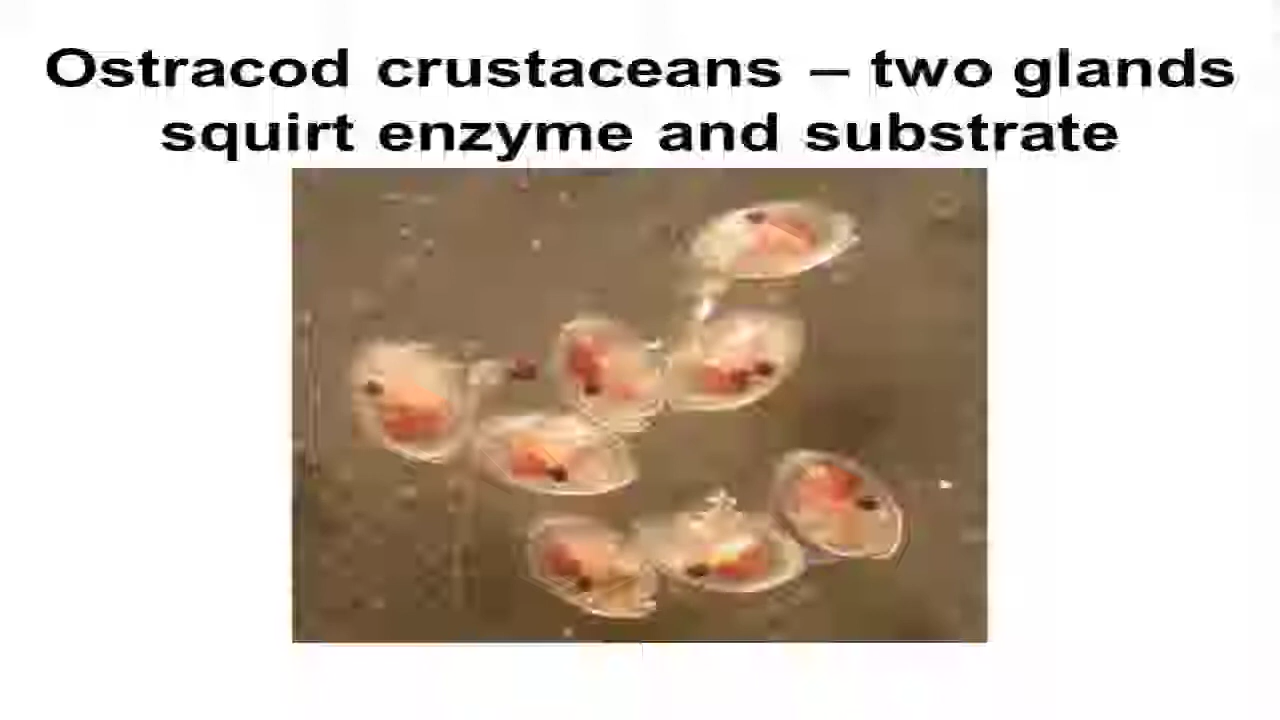 Ostracod crustaceans – two glands
squirt enzyme and substrate